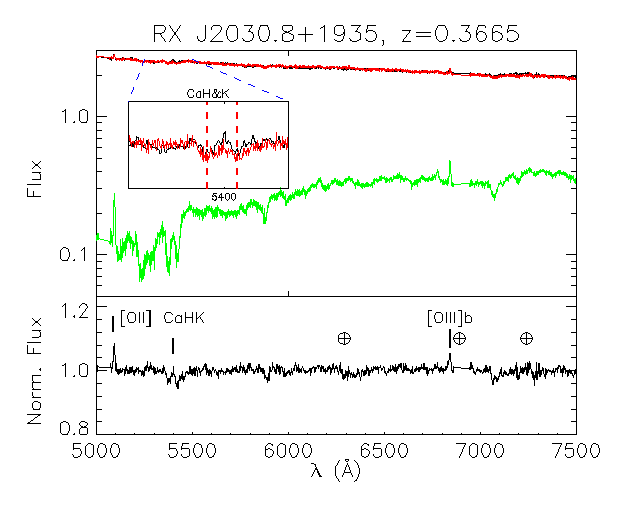 RX J2030.8+1935, z=0.3665
CaH&K
5400
1.0
0.1
Flux
[OII] CaHK [OIII]b
1.2
1.0
0.8
Norm. Flux
5000 5500 6000 6500 7000 7500
λ (Å)